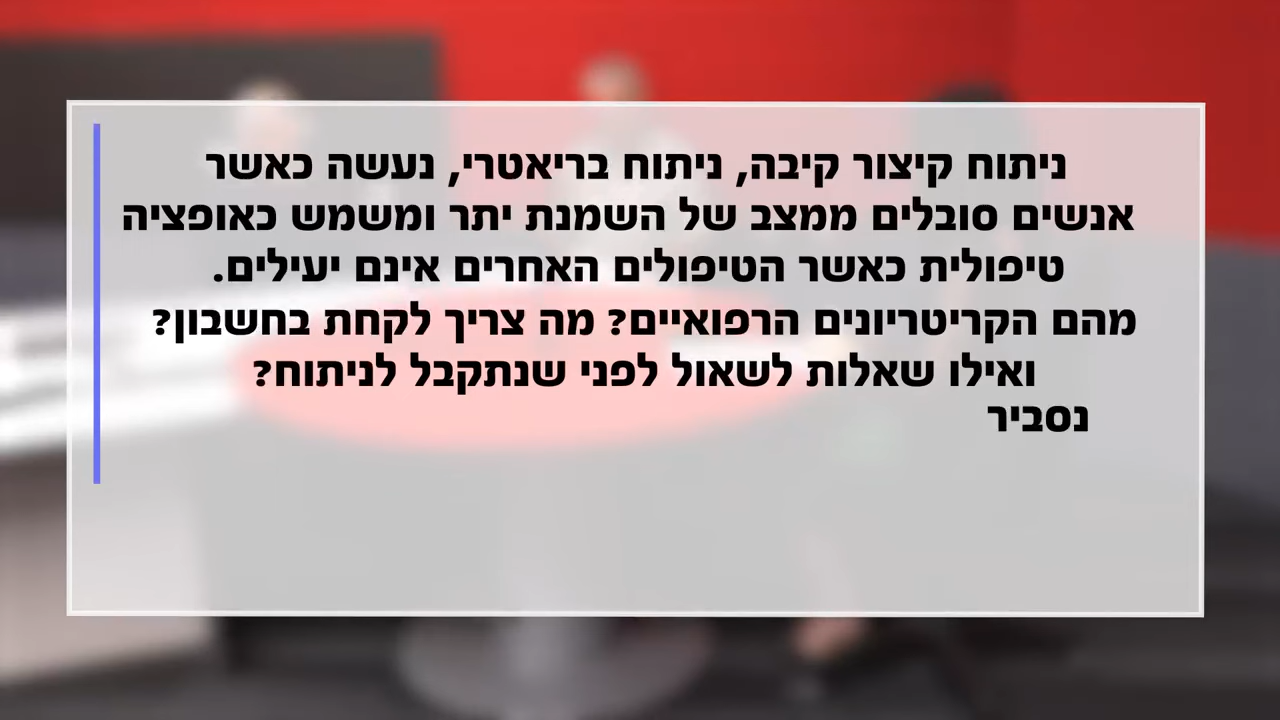 ניתוח קיצור קיבה, ניתוח בריאטרי, נעשה כאשר
אנשים סובלים ממצב של השמנת יתר ומשמש כאופציה
טיפולית כאשר הטיפולים האחרים אינם יעילים.
מהם הקריטריונים הרפואיים? מה צריך לקחת בחשבון?
ואילו שאלות לשאול לפני שנתקבל לניתוח?
נסביר